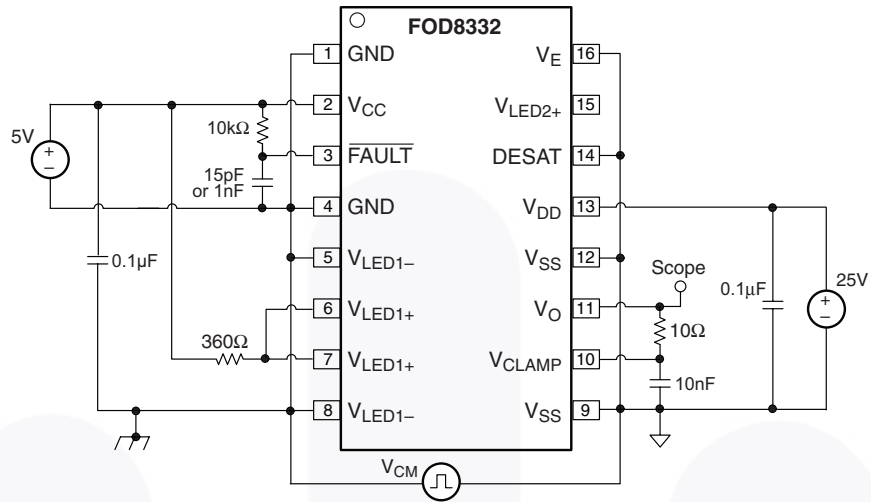 FOD8332
1 GND
2 VCC
3 FAULT
4 GND
5 VLED1–
6 VLED1+
7 VLED1+
8 VLED1–
VE 16
VLED2+ 15
DESAT 14
VDD 13
VSS 12
VO 11
VCLAMP 10
VSS 9
5V
+
–
10kΩ
15pF
or 1nF
0.1µF
360Ω
Scope
10Ω
10nF
0.1µF
25V
+
–
VCM